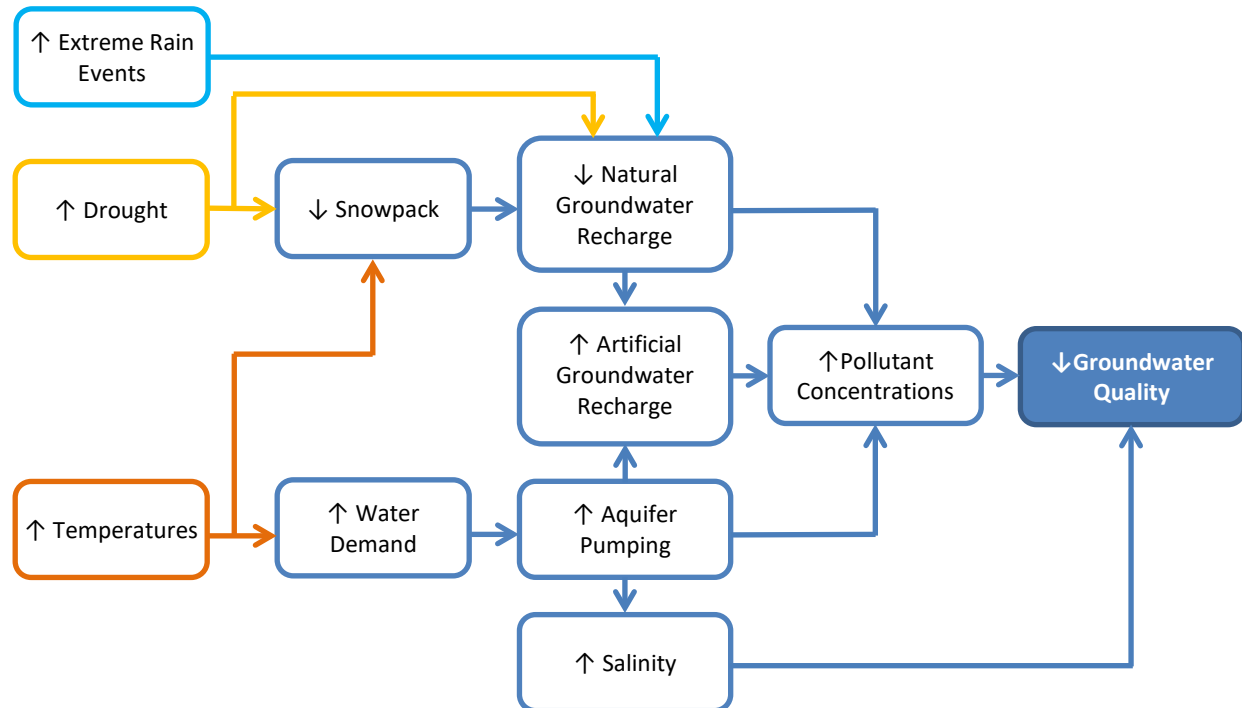 ↑ Extreme Rain
Events
↑ Drought
↓ Snowpack
↓ Natural
Groundwater
Recharge
↑ Artificial
Groundwater
Recharge
↑Pollutant
Concentrations
↓Groundwater
Quality
↑ Temperatures
↑ Water
Demand
↑ Aquifer
Pumping
↑ Salinity